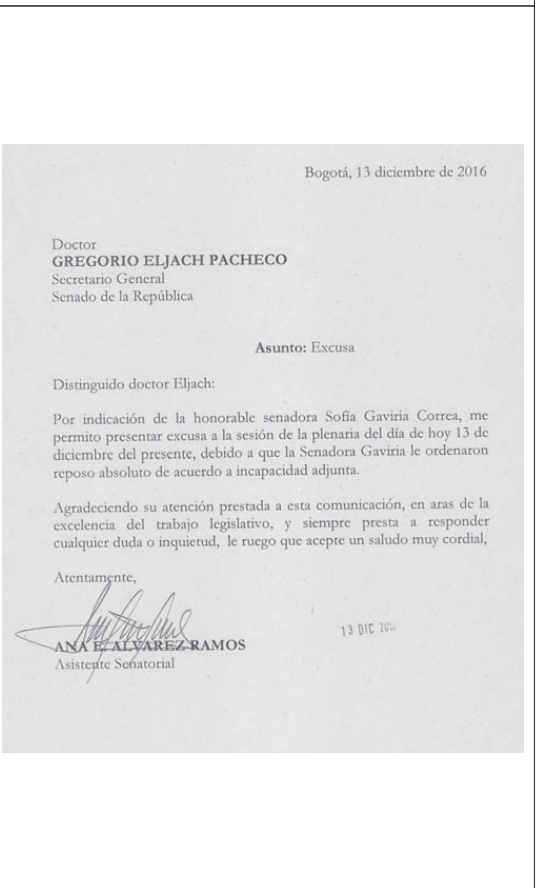 Bogotá, 13 diciembre de 2016
Doctor
GREGORIO ELJACH PACHECO
Secretario General
Senado de la República
Asunto: Excusa
Distinguido doctor Eljach:
Por indicación de la honorable senadora Sofía Gaviria Correa, me
permito presentar excusa a la sesión de la plenaria del día de hoy 13 de
diciembre del presente, debido a que la Senadora Gaviria le ordenaron
reposo absoluto de acuerdo a incapacidad adjunta.
Agradeciendo su atención prestada a esta comunicación, en aras de la
excelencia del trabajo legislativo, y siempre presta a responder
cualquier duda o inquietud, le ruego que acepte un saludo muy cordial,
Atentamente,
ANA E. ALVAREZ RAMOS
Asistente Senatorial
13 DIC